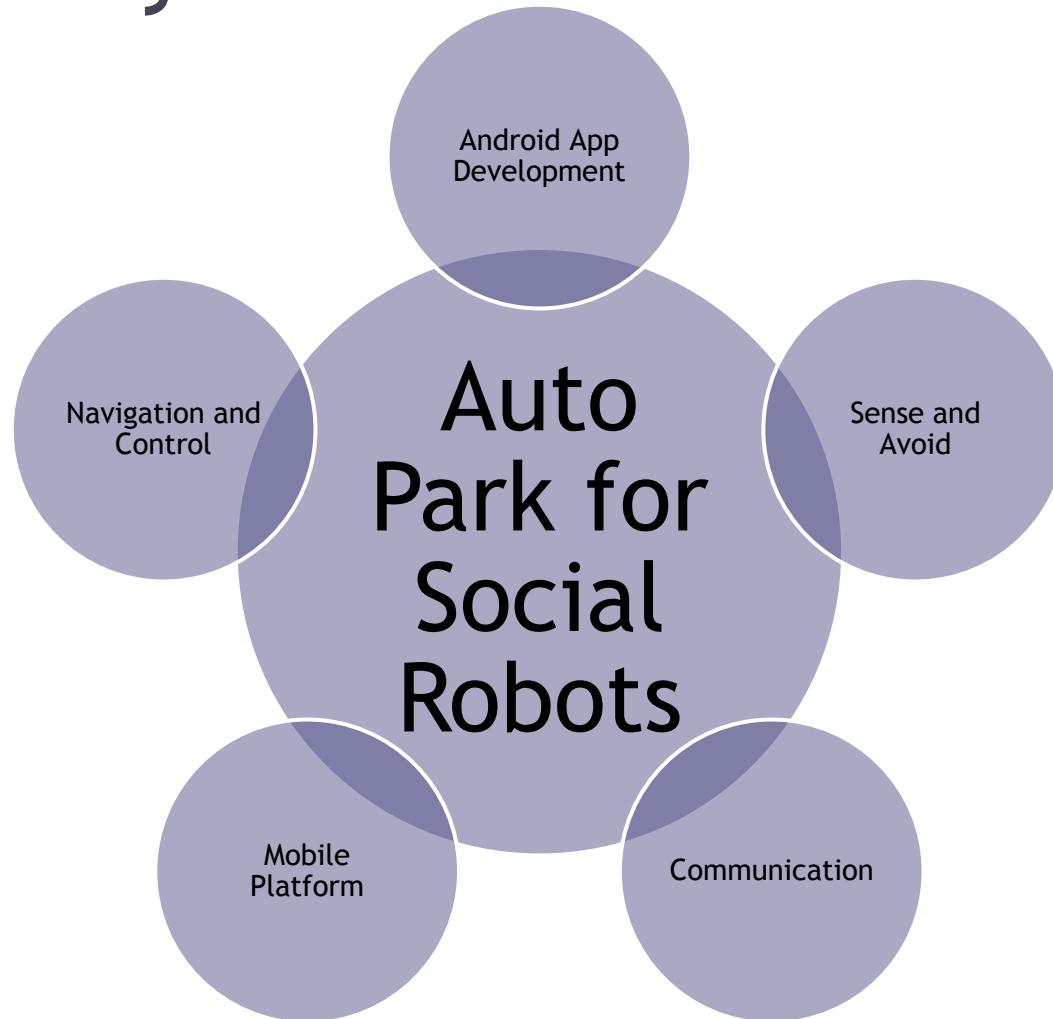 Android App
Development
Navigation and
Control
Sense and
Avoid
Auto
Park for
Social
Robots
Mobile
Platform
Communication